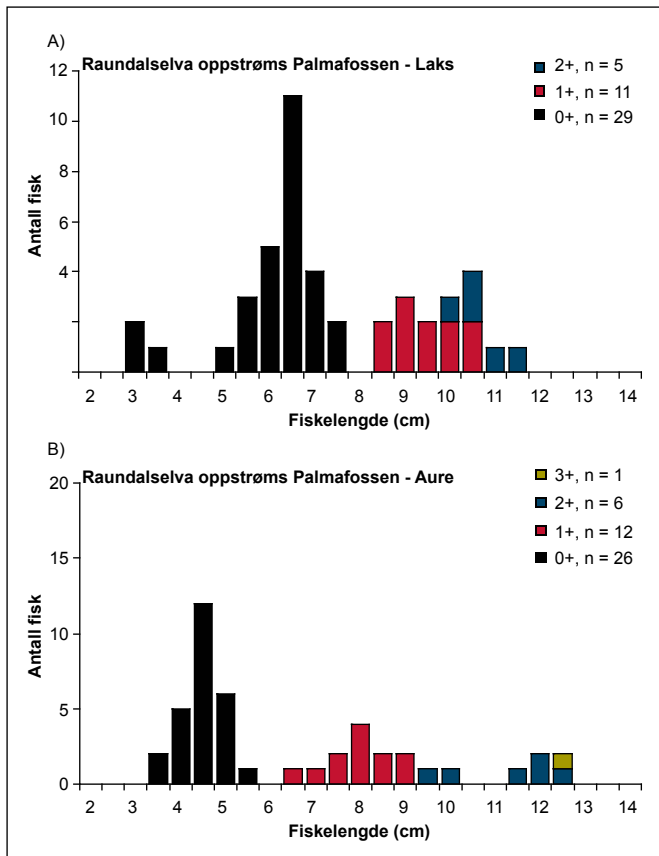 A)
Raundalselva oppstrøms Palmafossen - Laks
2+, n = 5
1+, n = 11
0+, n = 29
12
10
8
6
4
Antall fisk
2 3 4 5 6 7 8 9 10 11 12 13 14
Fiskelengde (cm)
B)
Raundalselva oppstrøms Palmafossen - Aure
3+, n = 1
2+, n = 6
1+, n = 12
0+, n = 26
20
15
10
5
0
Antall fisk
2 3 4 5 6 7 8 9 10 11 12 13 14
Fiskelengde (cm)